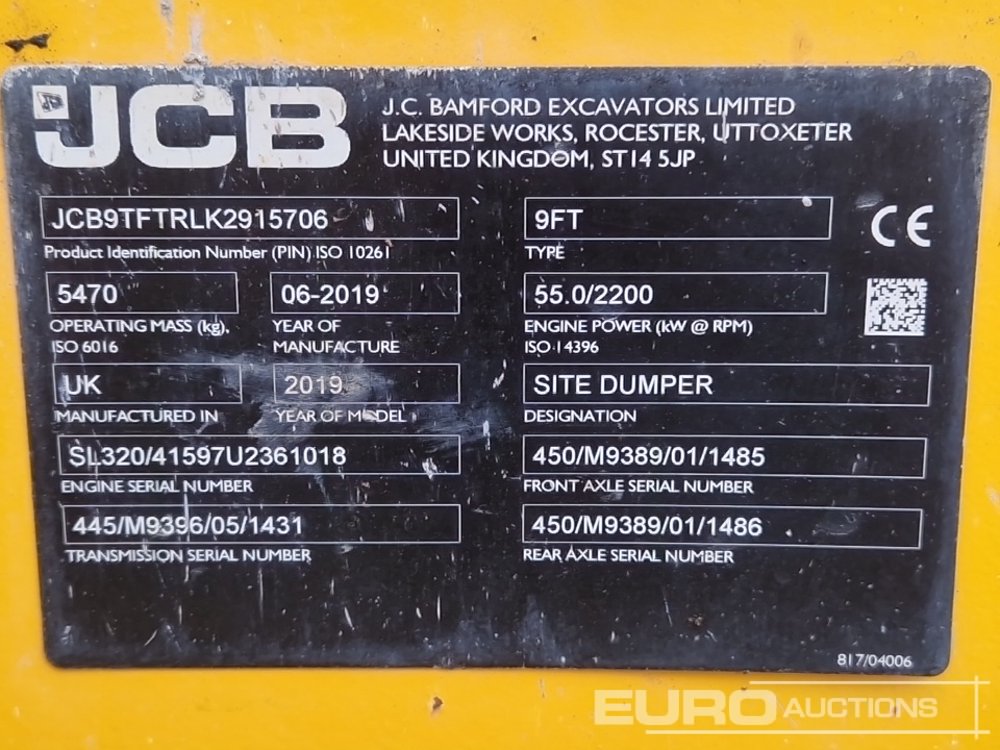 JCB
J.C. BAMFORD EXCAVATORS LIMITED
LAKESIDE WORKS, ROCESTER, UTTOXETER
UNITED KINGDOM, ST14 5JP
JCB9TFTRLK2915706
Product Identification Number (PIN) ISO 10261
9FT
TYPE
CE
5470
OPERATING MASS (kg),
ISO 6016
06-2019
YEAR OF
MANUFACTURE
55.0/2200
ENGINE POWER (kW @ RPM)
ISO 14396
UK
MANUFACTURED IN
2019
YEAR OF MODEL
SITE DUMPER
DESIGNATION
SL320/41597U2361018
ENGINE SERIAL NUMBER
450/M9389/01/1485
FRONT AXLE SERIAL NUMBER
445/M9396/05/1431
TRANSMISSION SERIAL NUMBER
450/M9389/01/1486
REAR AXLE SERIAL NUMBER
817/04006
EURO AUCTIONS